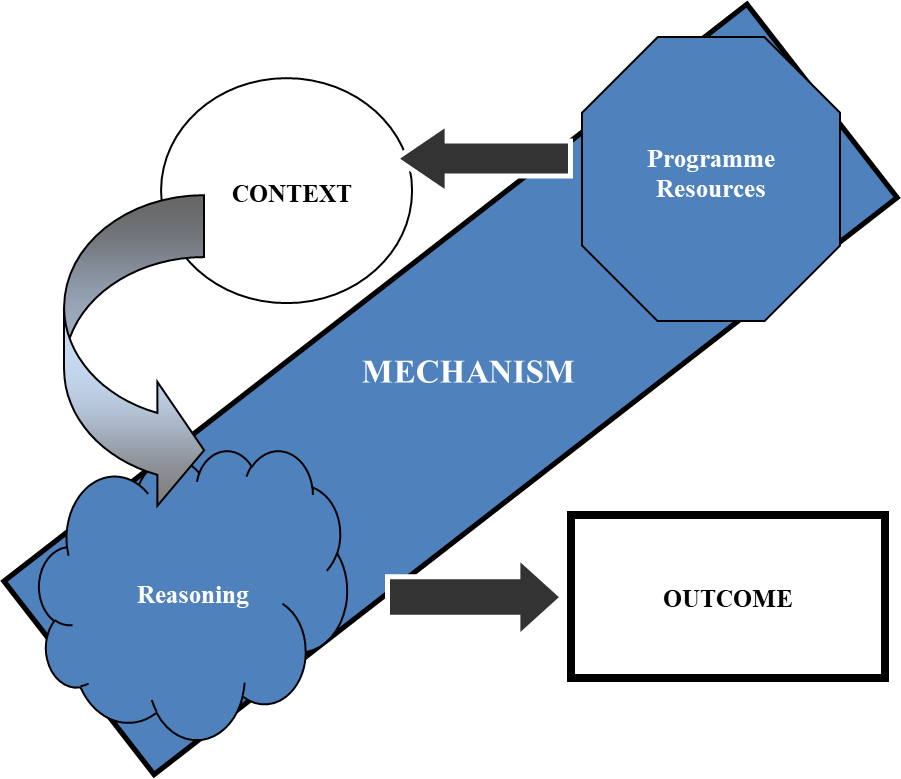 Programme
Resources
CONTEXT
MECHANISM
Reasoning
OUTCOME